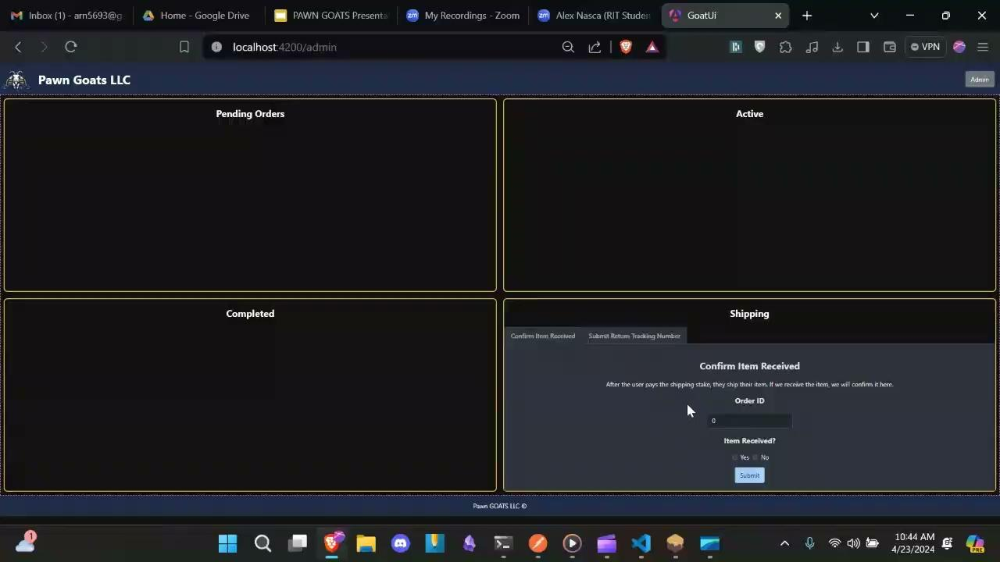 Inbox (1) - arn5693@g
Home - Google Drive
PAWN GOATS Presenta
zm My Recordings - Zoom
zm Alex Nasca (RIT Studen
GoatUi
localhost:4200/admin
VPN
Pawn Goats LLC
Admin
Pending Orders
Active
Completed
Shipping
Confirm Item Received
Submit Return Tracking Number
Confirm Item Received
After the user pays the shipping stake, they ship their item. If we receive the item, we will confirm it here.
Order ID
0
Item Received?
Yes No
Submit
Pawn GOATS LLC ©
1
10:44 AM
4/23/2024
PRE